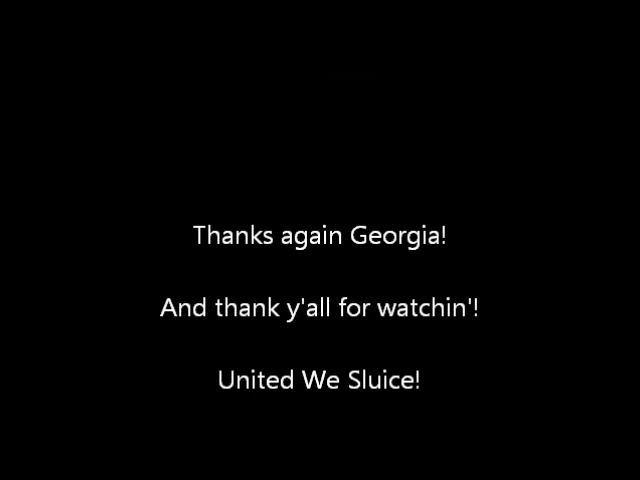 Thanks again Georgia!
And thank y'all for watchin'!
United We Sluice!